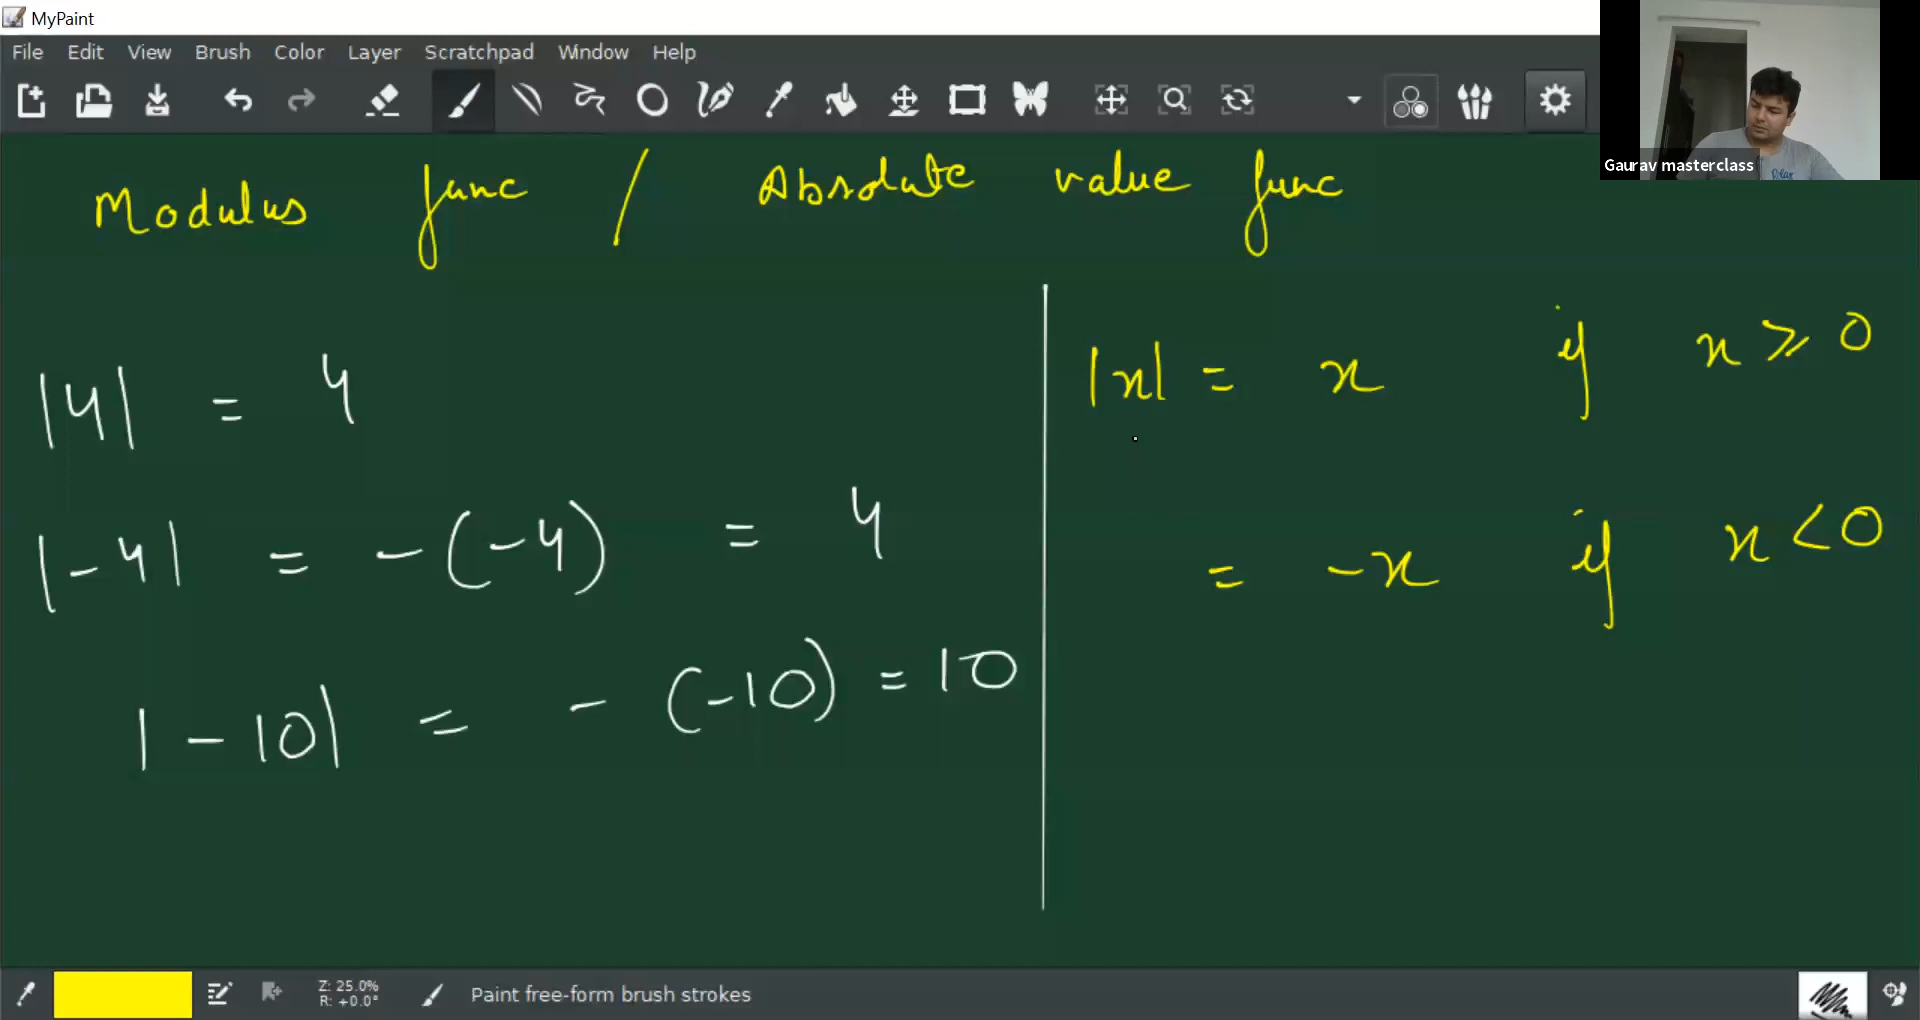 MyPaint
File Edit View Brush Color Layer Scratchpad Window Help
Gaurav masterclass
Modulus func / Absolute value func
|4| = 4
|-4| = -(-4) = 4
|-10| = -(-10) = 10
|x| = x if x ⩾ 0
= -x if x < 0
Z: 25.0%
R: +0.0°
Paint free-form brush strokes